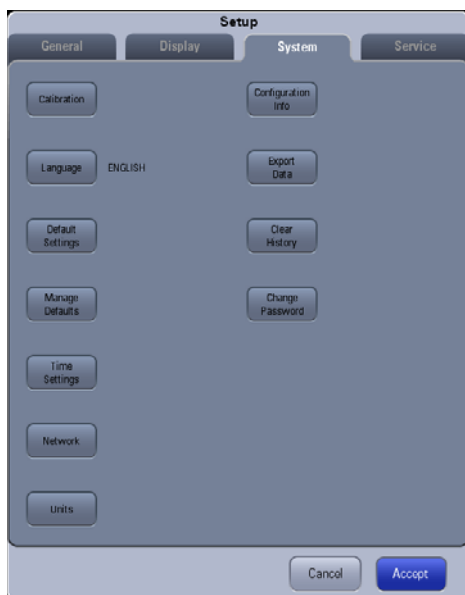 Setup
General
Display
System
Service
Calibration
Configuration
Info
Language
ENGLISH
Export
Data
Default
Settings
Clear
History
Manage
Defaults
Change
Password
Time
Settings
Network
Units
Cancel
Accept